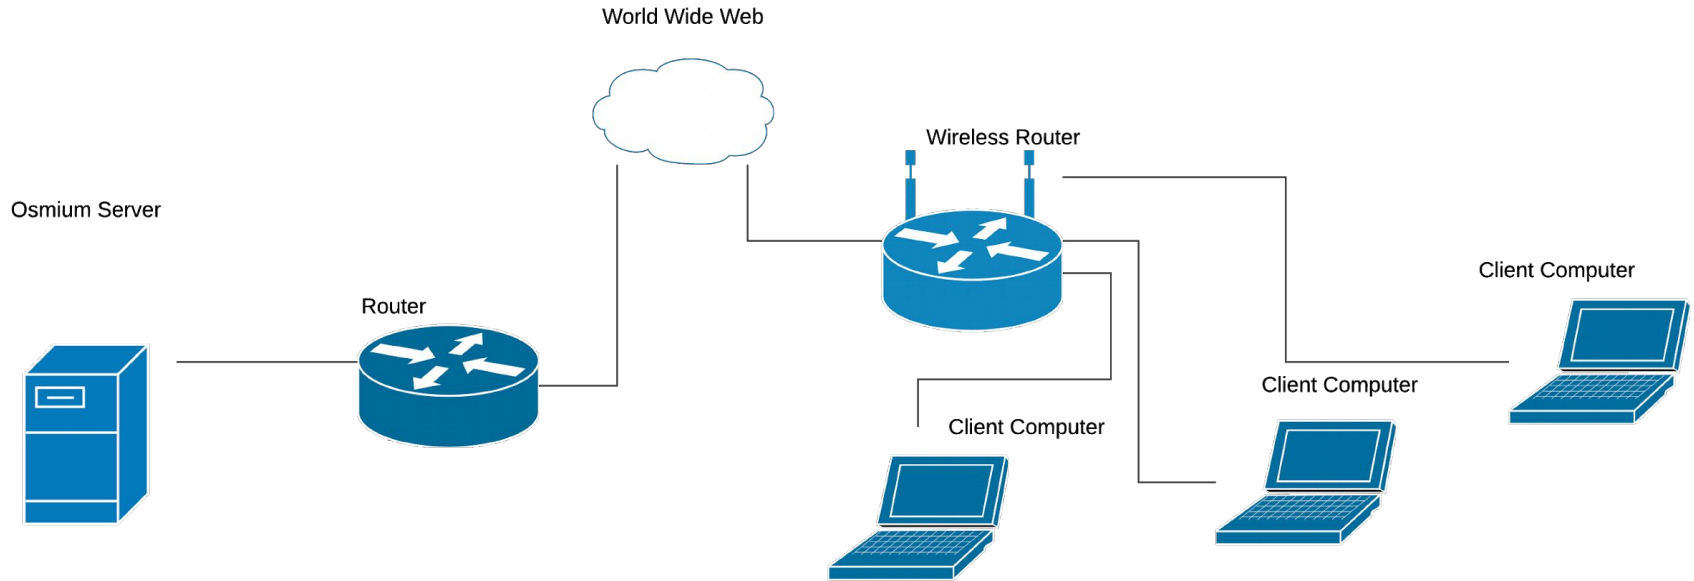 World Wide Web
Wireless Router
Osmium Server
Client Computer
Router
Client Computer
Client Computer